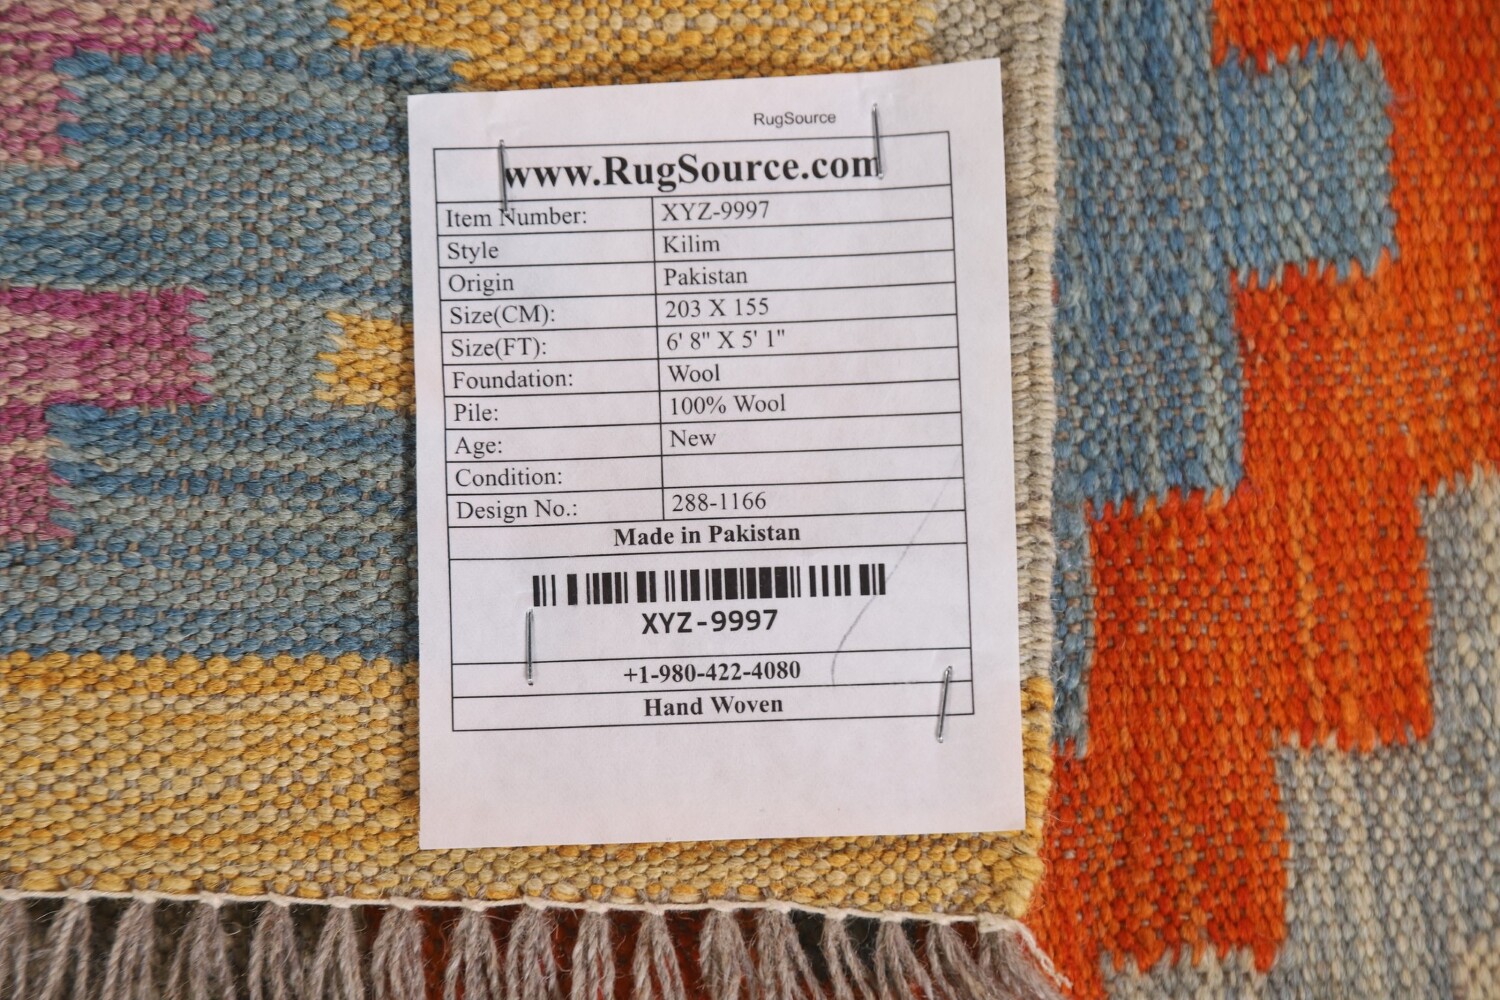 RugSource
www.RugSource.com
Item Number: XYZ-9997
Style Kilim
Origin Pakistan
Size(CM): 203 X 155
Size(FT): 6' 8" X 5' 1"
Foundation: Wool
Pile: 100% Wool
Age: New
Condition:
Design No.: 288-1166
Made in Pakistan
XYZ-9997
+1-980-422-4080
Hand Woven